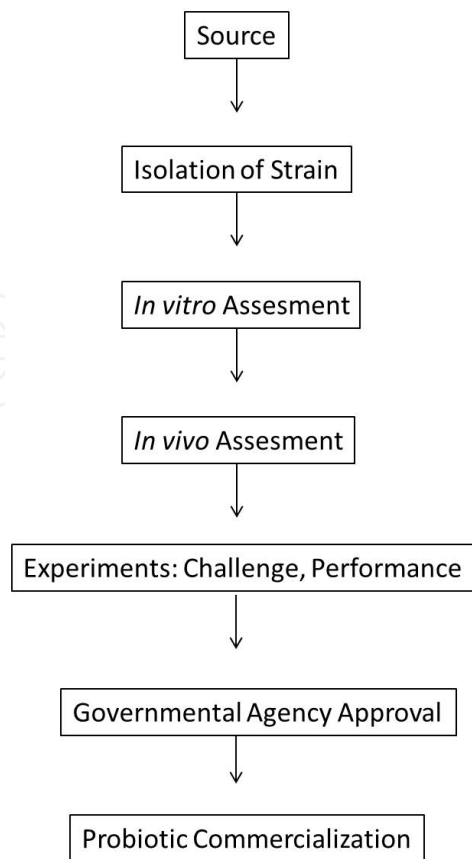 Source
Isolation of Strain
In vitro Assesment
In vivo Assesment
Experiments: Challenge, Performance
Governmental Agency Approval
Probiotic Commercialization